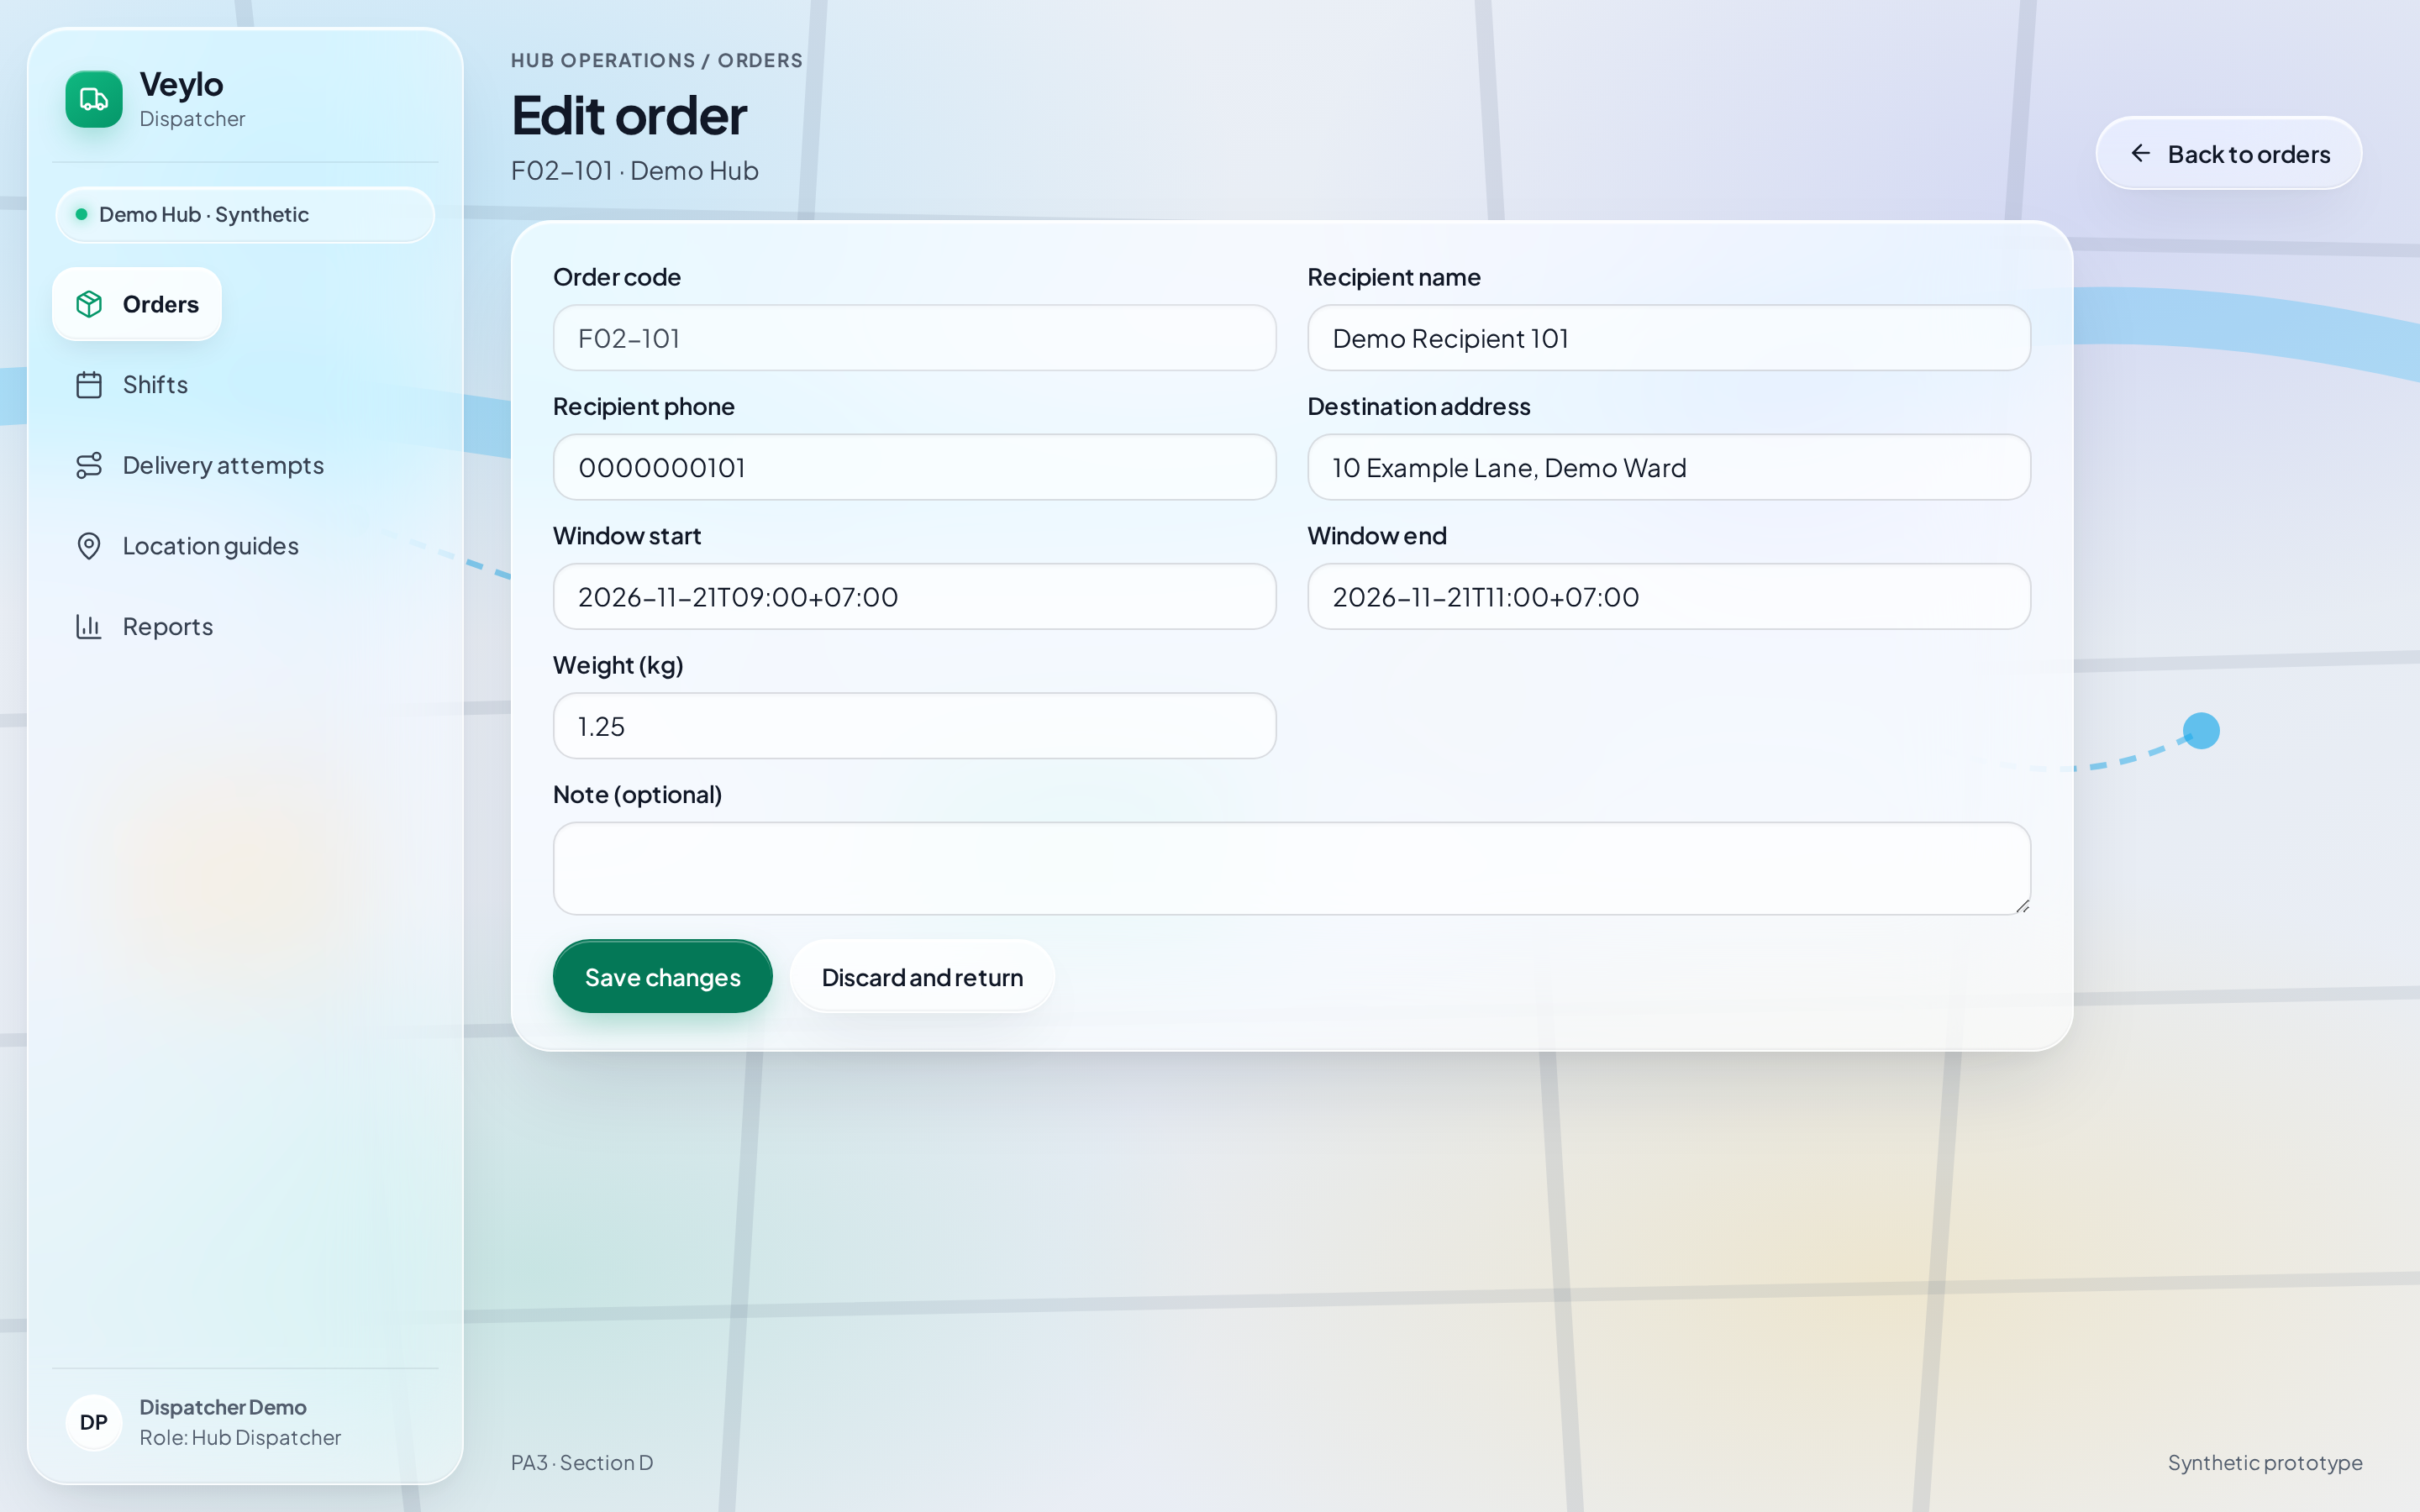 Veylo
Dispatcher
Demo Hub · Synthetic
Orders
Shifts
Delivery attempts
Location guides
Reports
DP
Dispatcher Demo
Role: Hub Dispatcher
HUB OPERATIONS / ORDERS
Edit order
F02-101 · Demo Hub
Back to orders
Order code
F02-101
Recipient name
Demo Recipient 101
Recipient phone
0000000101
Destination address
10 Example Lane, Demo Ward
Window start
2026-11-21T09:00+07:00
Window end
2026-11-21T11:00+07:00
Weight (kg)
1.25
Note (optional)
Save changes
Discard and return
PA3 · Section D
Synthetic prototype